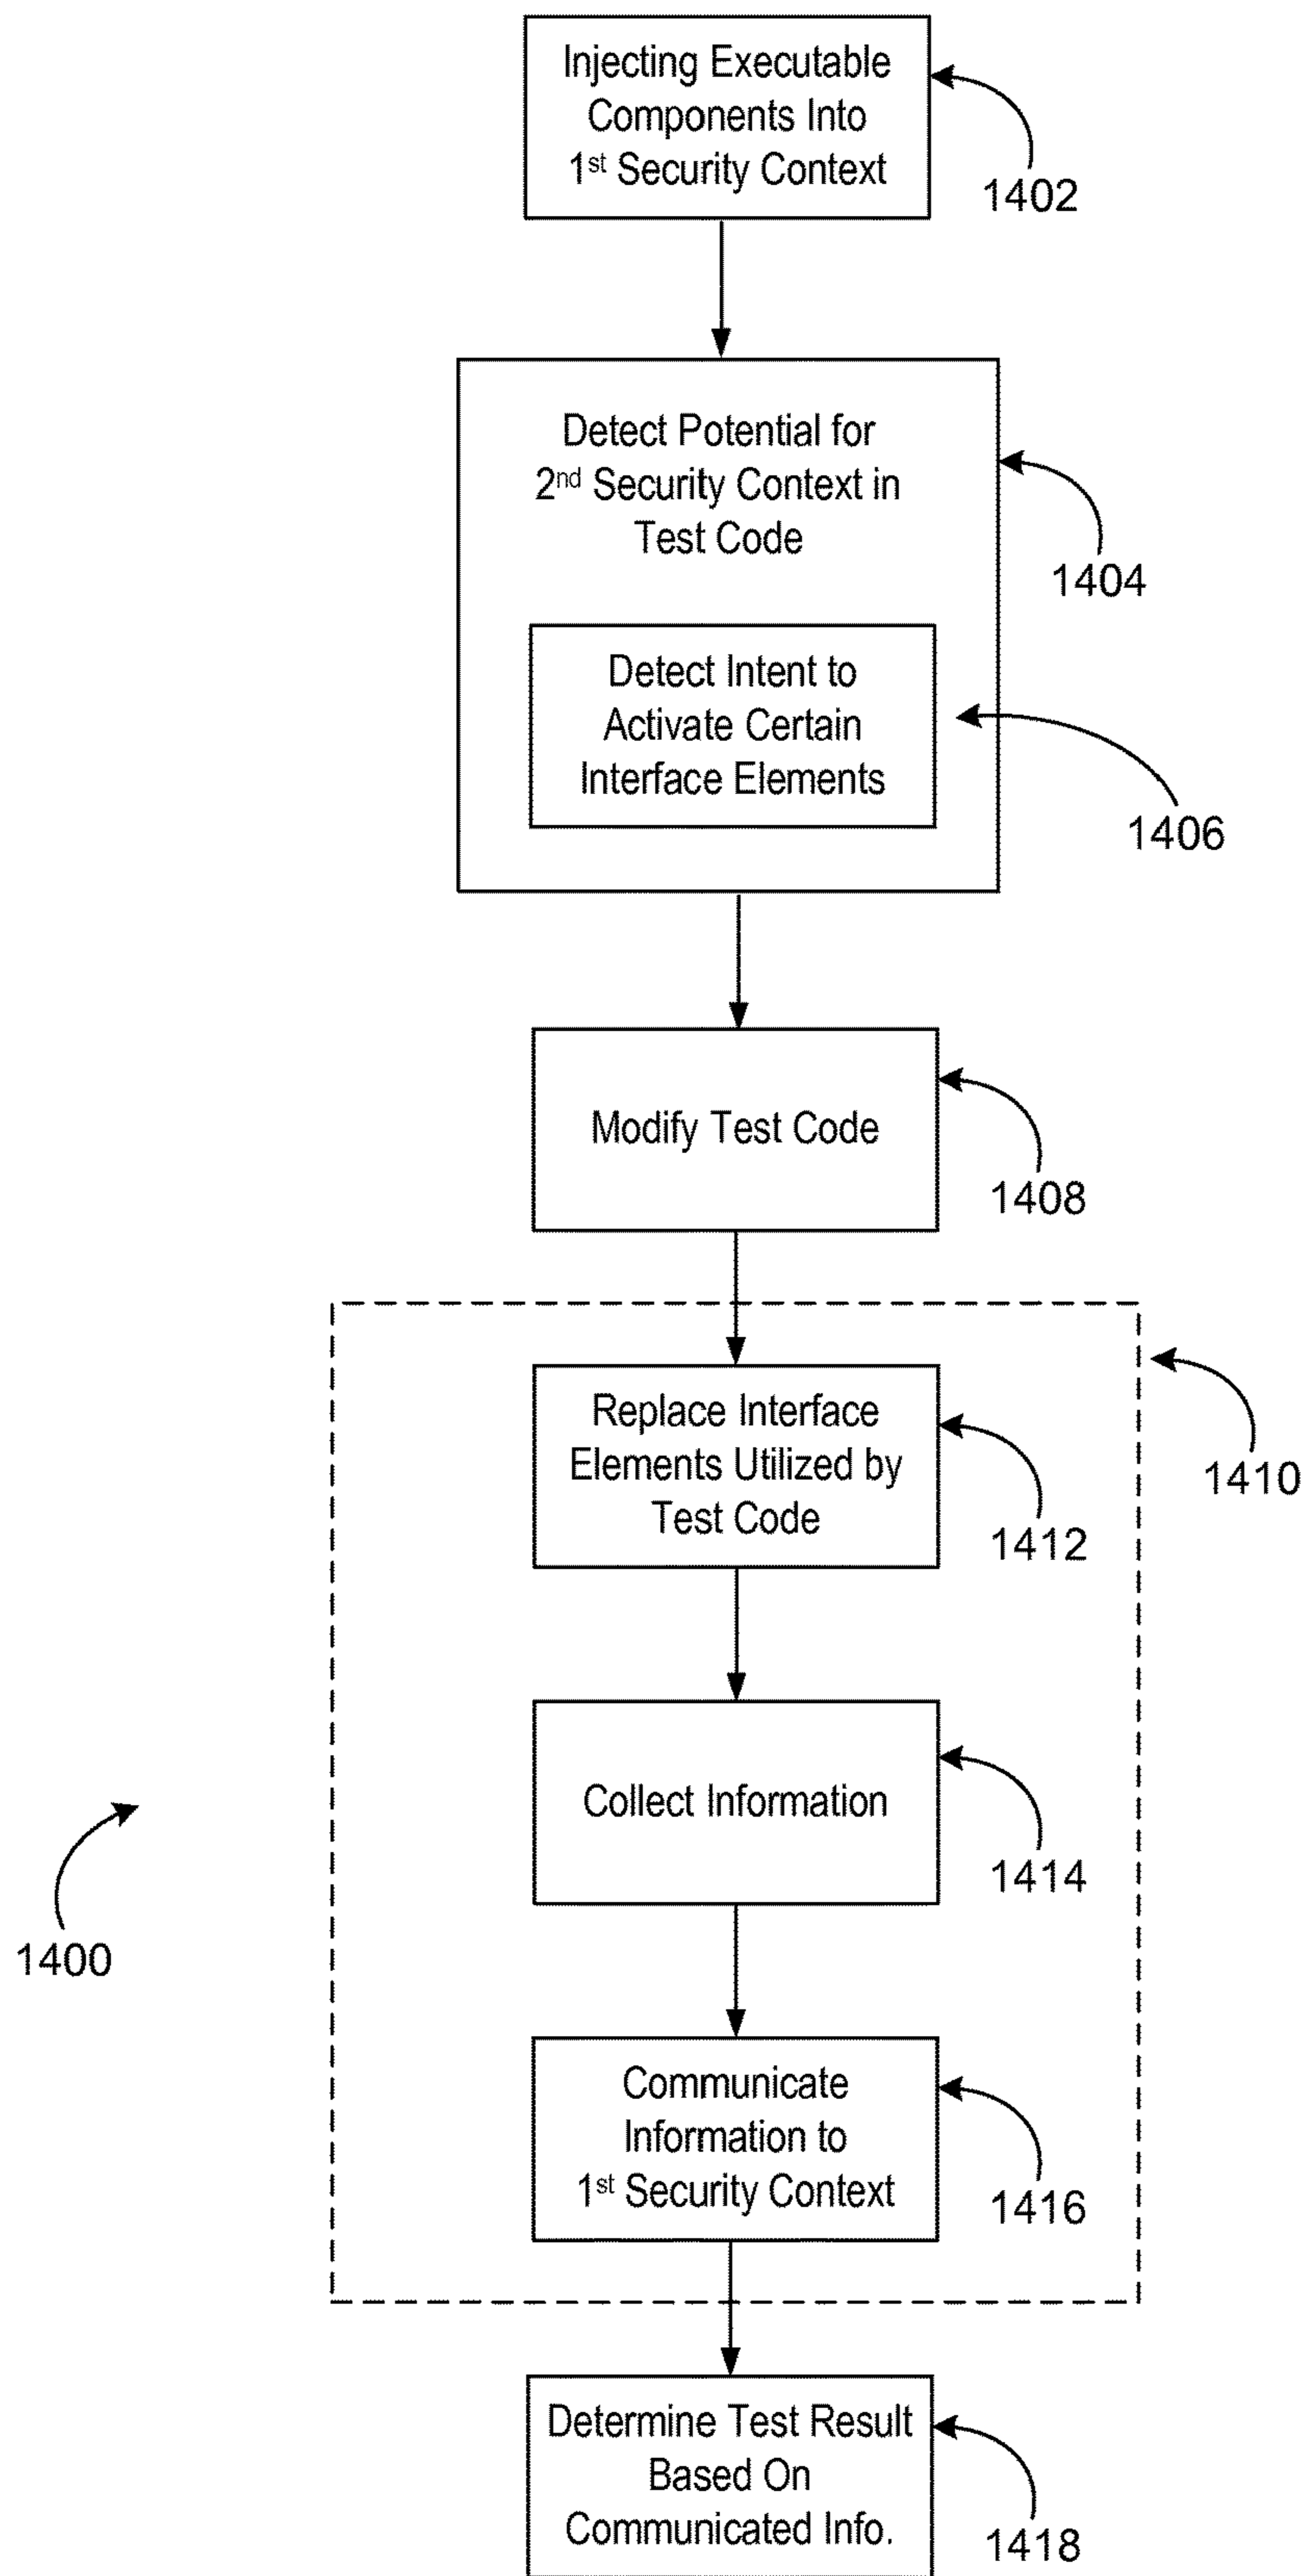 Injecting Executable
Components Into
1st Security Context
1402
Detect Potential for
2nd Security Context in
Test Code
1404
Detect Intent to
Activate Certain
Interface Elements
1406
Modify Test Code
1408
1410
Replace Interface
Elements Utilized by
Test Code
1412
Collect Information
1414
1400
Communicate
Information to
1st Security Context
1416
Determine Test Result
Based On
Communicated Info.
1418